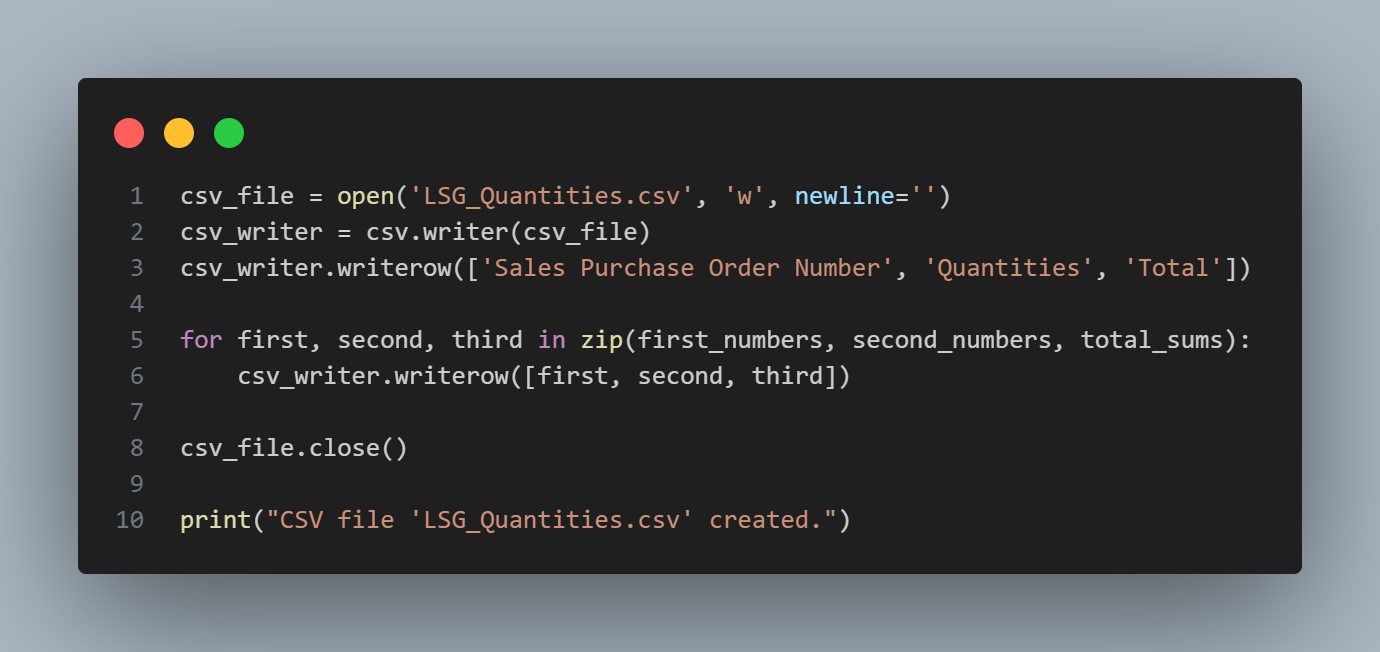 1 csv_file = open('LSG_Quantities.csv', 'w', newline='')
2 csv_writer = csv.writer(csv_file)
3 csv_writer.writerow(['Sales Purchase Order Number', 'Quantities', 'Total'])
4
5 for first, second, third in zip(first_numbers, second_numbers, total_sums):
6     csv_writer.writerow([first, second, third])
7
8 csv_file.close()
9
10 print("CSV file 'LSG_Quantities.csv' created.")